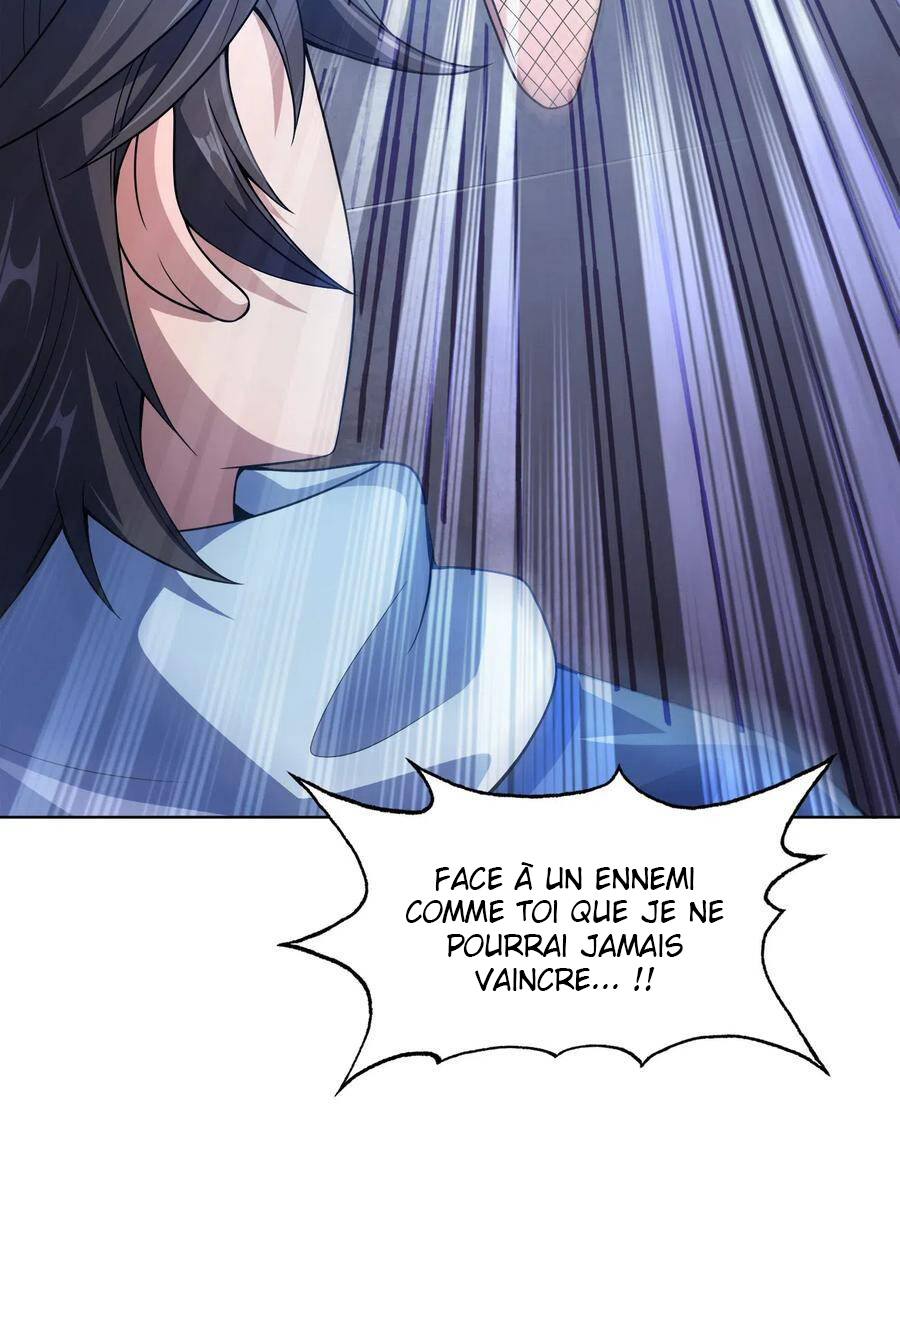 FACE À UN ENNEMI
COMME TOI QUE JE NE
POURRAI JAMAIS
VAINCRE... !!